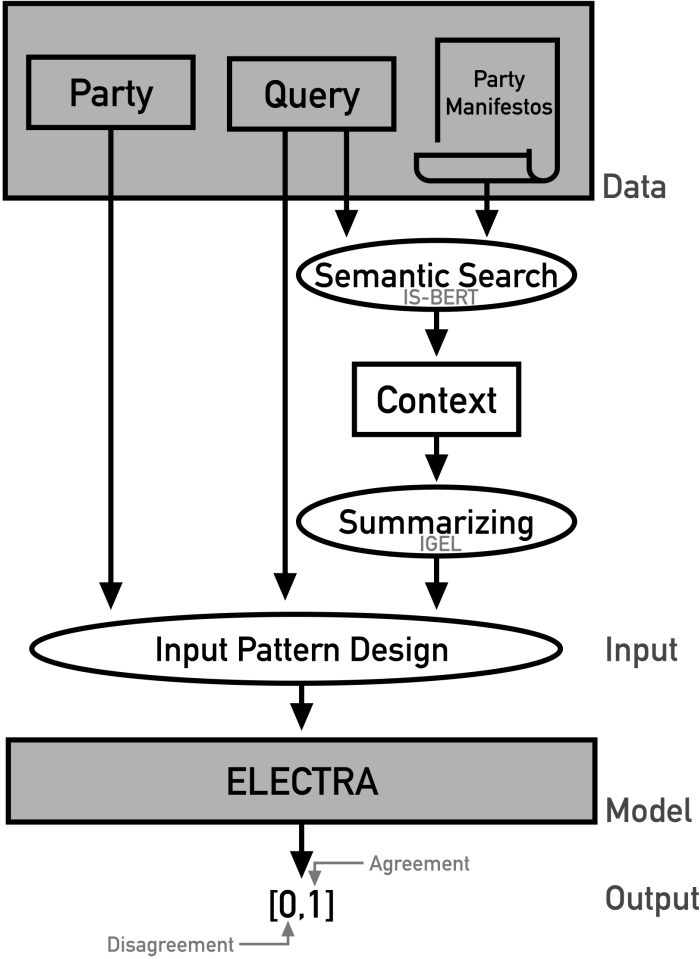 Party
Query
Party
Manifestos
Data
Semantic Search
IS-BERT
Context
Summarizing
IGEL
Input Pattern Design
Input
ELECTRA
Model
Agreement
[0,1]
Output
Disagreement